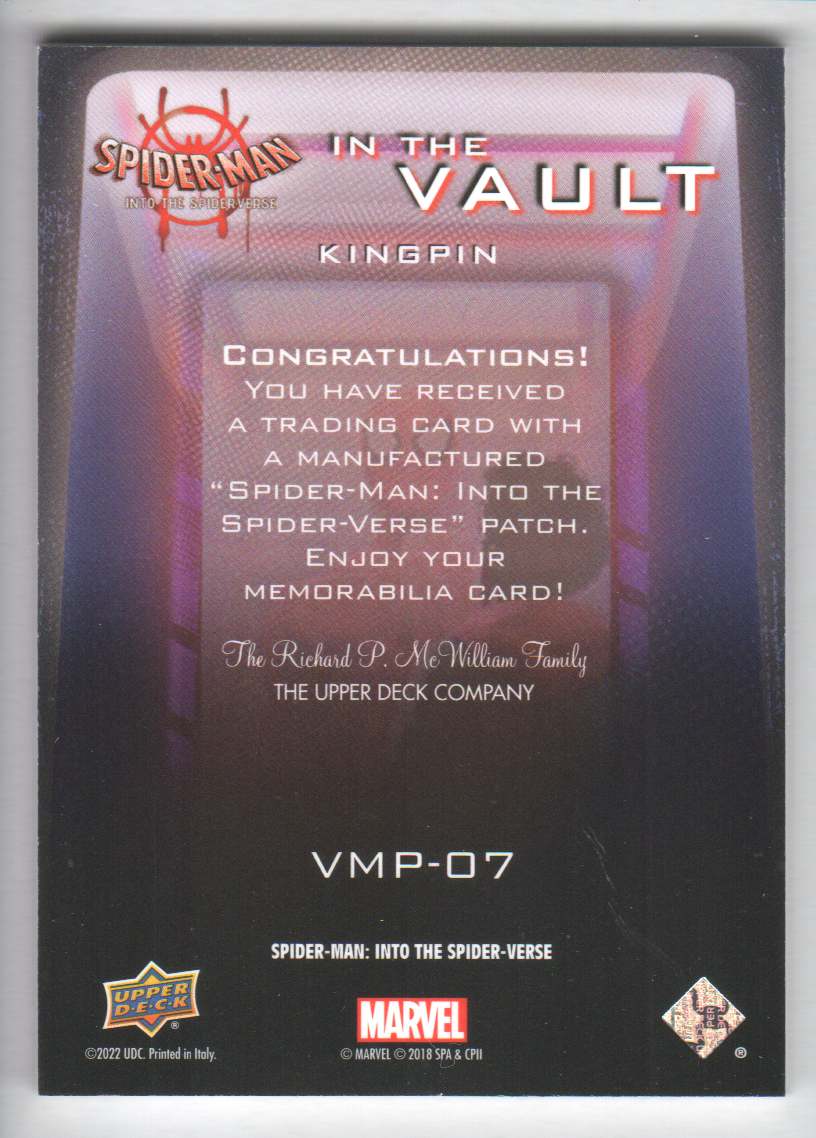 SPIDER-MAN
INTO THE SPIDERVERSE
IN THE
VAULT
KINGPIN
CONGRATULATIONS!
YOU HAVE RECEIVED
A TRADING CARD WITH
A MANUFACTURED
“SPIDER-MAN: INTO THE
SPIDER-VERSE” PATCH.
ENJOY YOUR
MEMORABILIA CARD!
The Richard P. McWilliam Family
THE UPPER DECK COMPANY
VMP-07
SPIDER-MAN: INTO THE SPIDER-VERSE
UPPER
D·E·C·K
®
MARVEL
®
©2022 UDC. Printed in Italy.
© MARVEL © 2018 SPA & CPII